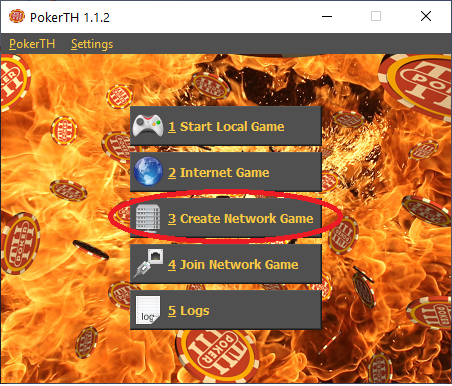 PokerTH 1.1.2
PokerTH Settings
1 Start Local Game
2 Internet Game
3 Create Network Game
4 Join Network Game
log 5 Logs
POKER